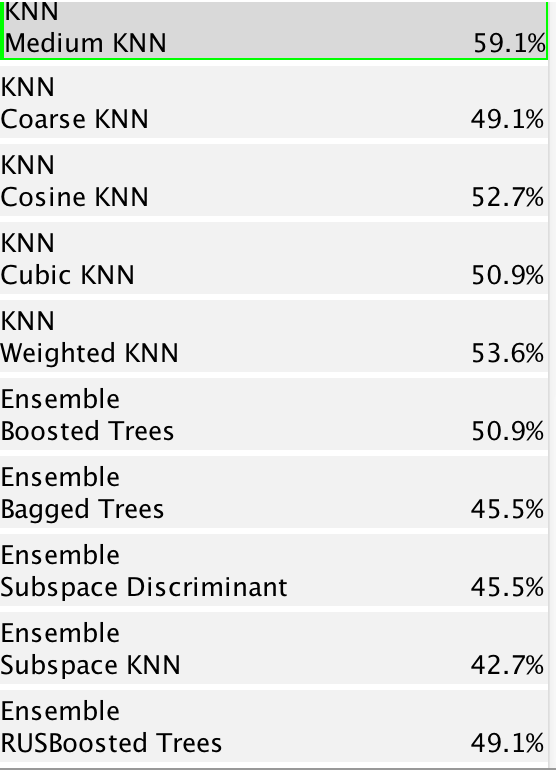 KNN
Medium KNN 59.1%
KNN
Coarse KNN 49.1%
KNN
Cosine KNN 52.7%
KNN
Cubic KNN 50.9%
KNN
Weighted KNN 53.6%
Ensemble
Boosted Trees 50.9%
Ensemble
Bagged Trees 45.5%
Ensemble
Subspace Discriminant 45.5%
Ensemble
Subspace KNN 42.7%
Ensemble
RUSBoosted Trees 49.1%